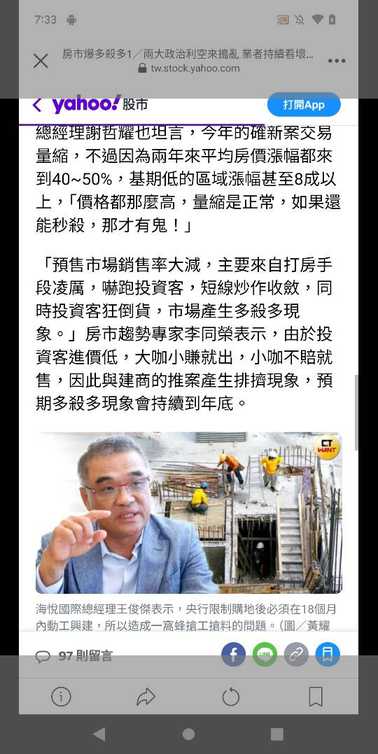 7:33
房市爆多殺多1／兩大政治利空來搗亂 業者持續看壞...
tw.stock.yahoo.com
yahoo!股市
打開App
總經理謝哲耀也坦言，今年的確新案交易
量縮，不過因為兩年來平均房價漲幅都來
到40~50%，基期低的區域漲幅甚至8成以
上，「價格都那麼高，量縮是正常，如果還
能秒殺，那才有鬼！」
「預售市場銷售率大減，主要來自打房手
段凌厲，嚇跑投資客，短線炒作收斂，同
時投資客狂倒貨，市場產生多殺多現
象。」房市趨勢專家李同榮表示，由於投
資客進價低，大咖小賺就出，小咖不賠就
售，因此與建商的推案產生排擠現象，預
期多殺多現象會持續到年底。
CT
WANT
海悅國際總經理王俊傑表示，央行限制購地後必須在18個月
內動工興建，所以造成一窩蜂搶工搶料的問題。（圖／黃耀
97 則留言
LINE